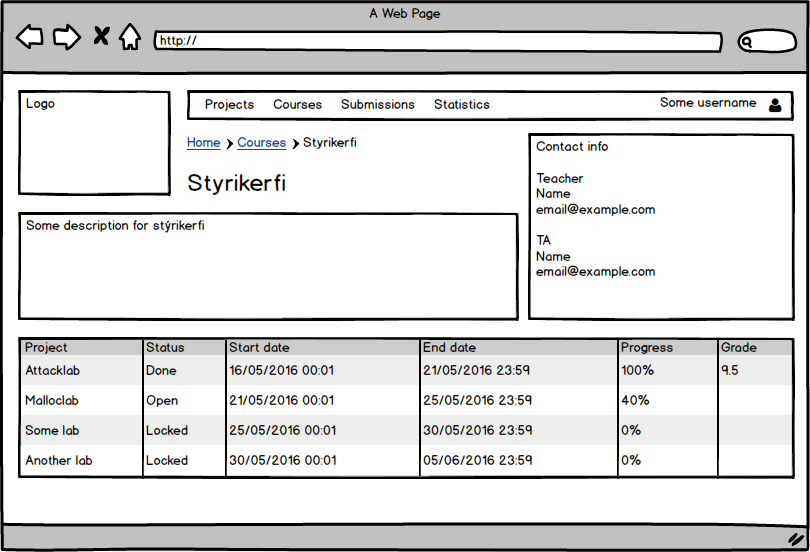 A Web Page
http://
Logo
Projects Courses Submissions Statistics Some username
Home Courses Styrikerfi
Styrikerfi
Contact info
Teacher
Name
email@example.com
TA
Name
email@example.com
Some description for stýrikerfi
Project Status Start date End date Progress Grade
Attacklab Done 16/05/2016 00:01 21/05/2016 23:59 100% 9.5
Malloclab Open 21/05/2016 00:01 25/05/2016 23:59 40%
Some lab Locked 25/05/2016 00:01 30/05/2016 23:59 0%
Another lab Locked 30/05/2016 00:01 05/06/2016 23:59 0%